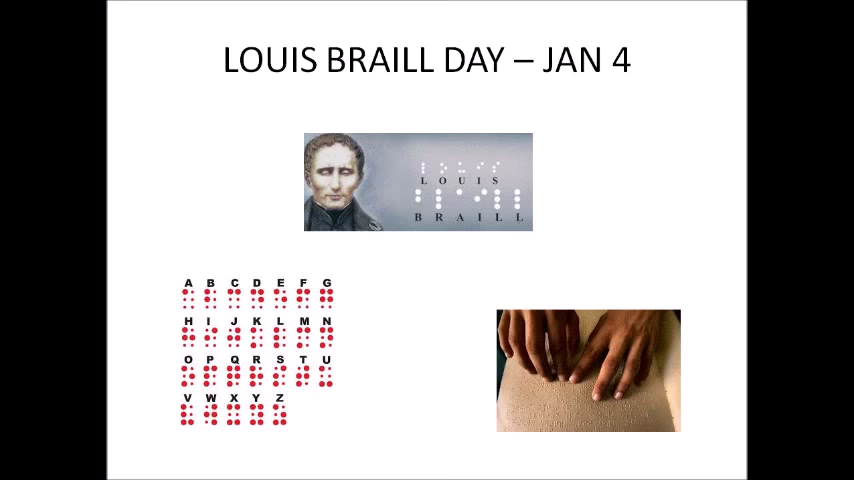 LOUIS BRAILL DAY – JAN 4
LOUIS
BRAILL
A B C D E F G
H I J K L M N
O P Q R S T U
V W X Y Z